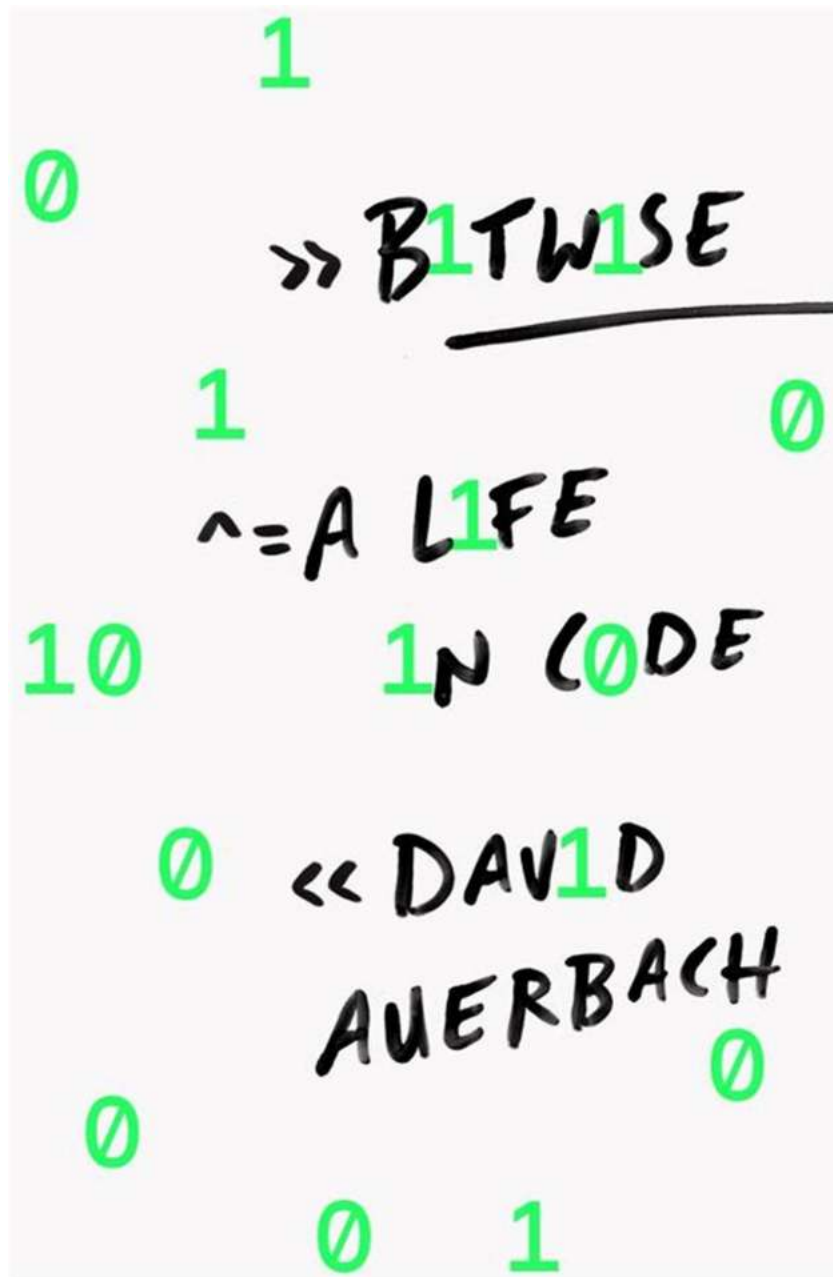 1
0
>> B1TW1SE
1 0
^=A L1FE
10 1N C0DE
0 << DAV1D
AUERBACH
0
0
0 1